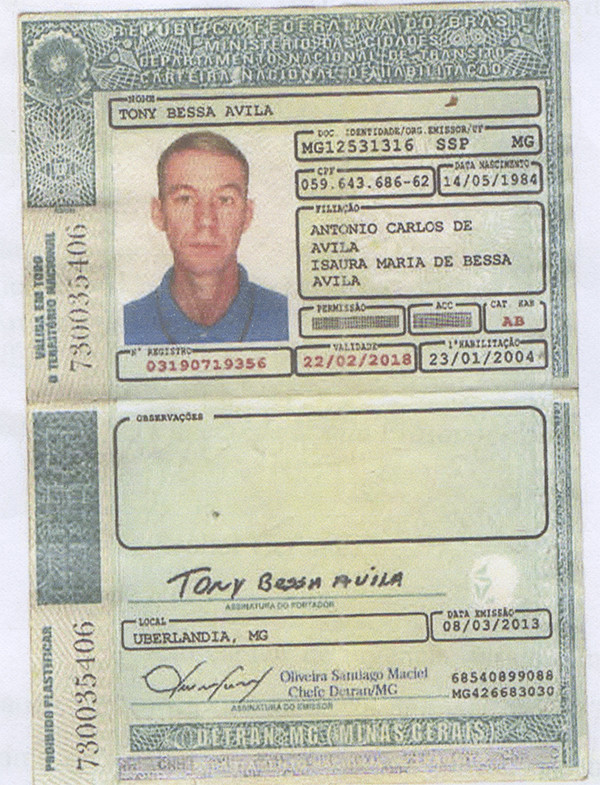 REPÚBLICA FEDERATIVA DO BRASIL
MINISTÉRIO DAS CIDADES
DEPARTAMENTO NACIONAL DE TRÂNSITO
CARTEIRA NACIONAL DE HABILITAÇÃO
NOME
TONY BESSA AVILA
DOC. IDENTIDADE/ORG.EMISSOR/UF
MG12531316 SSP MG
CPF
059.643.686-62
DATA NASCIMENTO
14/05/1984
FILIAÇÃO
ANTONIO CARLOS DE
AVILA
ISAURA MARIA DE BESSA
AVILA
PERMISSÃO
ACC
CAT. HAB
AB
Nº REGISTRO
03190719356
VALIDADE
22/02/2018
1ª HABILITAÇÃO
23/01/2004
VÁLIDA EM TODO
O TERRITÓRIO NACIONAL
730035406
OBSERVAÇÕES
TONY BESSA AVILA
ASSINATURA DO PORTADOR
LOCAL
UBERLANDIA, MG
DATA EMISSÃO
08/03/2013
Oliveira Santiago Maciel
Chefe Detran/MG
68540899088
MG426683030
ASSINATURA DO EMISSOR
PROIBIDO PLASTIFICAR
730035406
DETRAN-MG (MINAS GERAIS)